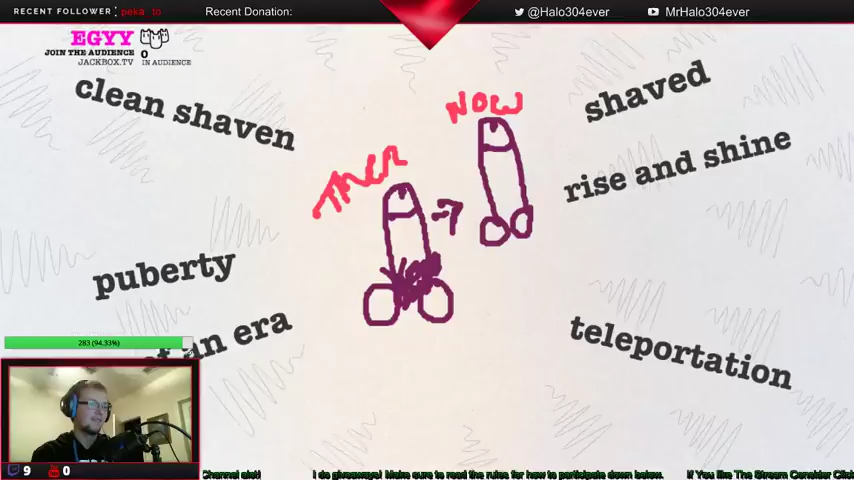 RECENT FOLLOWER: peka to
Recent Donation:
@Halo304ever
MrHalo304ever
EGYY
JOIN THE AUDIENCE
JACKBOX.TV
0
IN AUDIENCE
clean shaven
shaved
NOW
rise and shine
THEN
puberty
an era
teleportation
283 (94.33%)
9
0
Channel alot!
I do giveaways! Make sure to read the rules for how to participate down below.
If You like The Stream Consider Click